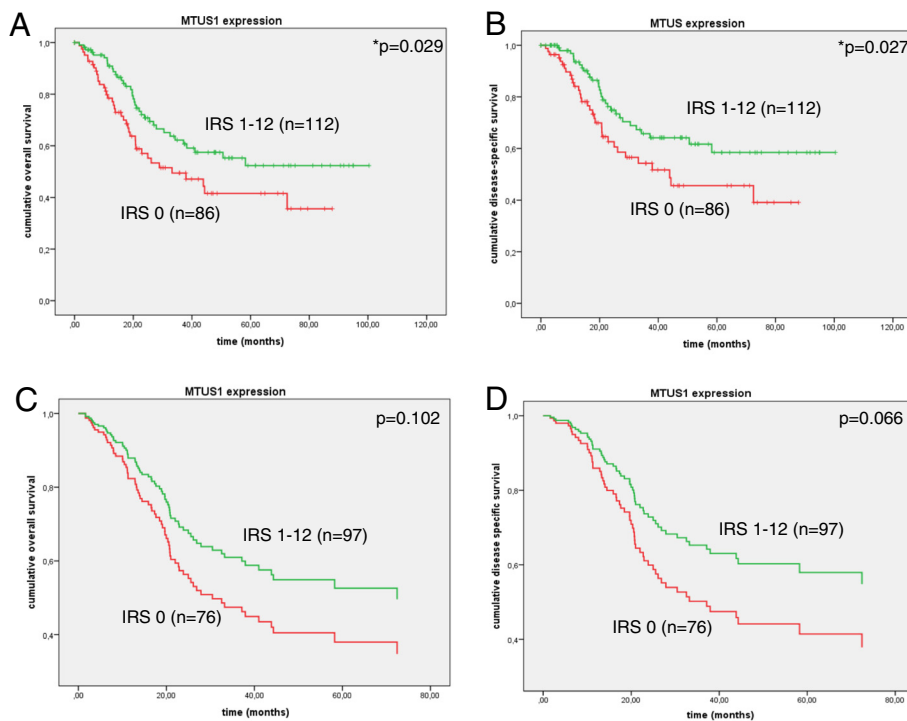 A
MTUS1 expression
*p=0.029
cumulative overall survival
1,0
0,8
0,6
0,4
0,2
0,0
IRS 1-12 (n=112)
IRS 0 (n=86)
,00 20,00 40,00 60,00 80,00 100,00 120,00
time (months)
B
MTUS expression
*p=0.027
cumulative disease-specific survival
1,0
0,8
0,6
0,4
0,2
0,0
IRS 1-12 (n=112)
IRS 0 (n=86)
,00 20,00 40,00 60,00 80,00 100,00 120,00
time (months)
C
MTUS1 expression
p=0.102
cumulative overall survival
1,0
0,8
0,6
0,4
IRS 1-12 (n=97)
IRS 0 (n=76)
,00 20,00 40,00 60,00 80,00
time (months)
D
MTUS1 expression
p=0.066
cumulative disease specific survival
1,0
0,8
0,6
0,4
IRS 1-12 (n=97)
IRS 0 (n=76)
,00 20,00 40,00 60,00 80,00
time (months)